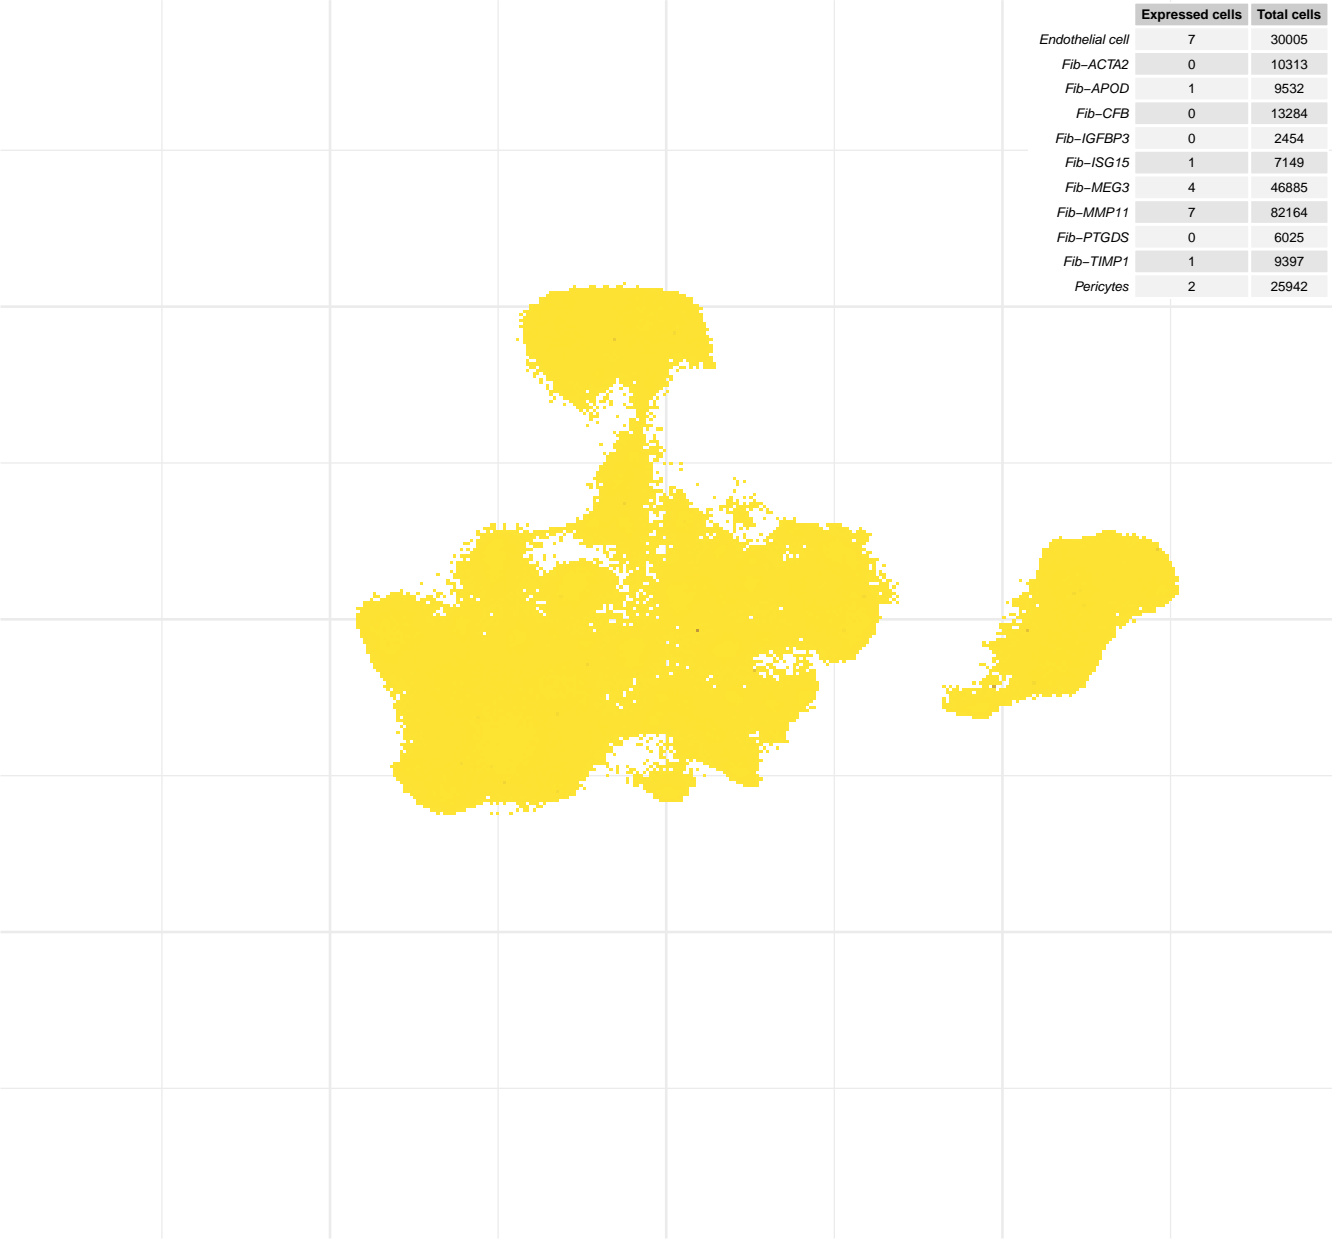 Expressed cells Total cells
Endothelial cell 7 30005
Fib−ACTA2 0 10313
Fib−APOD 1 9532
Fib−CFB 0 13284
Fib−IGFBP3 0 2454
Fib−ISG15 1 7149
Fib−MEG3 4 46885
Fib−MMP11 7 82164
Fib−PTGDS 0 6025
Fib−TIMP1 1 9397
Pericytes 2 25942